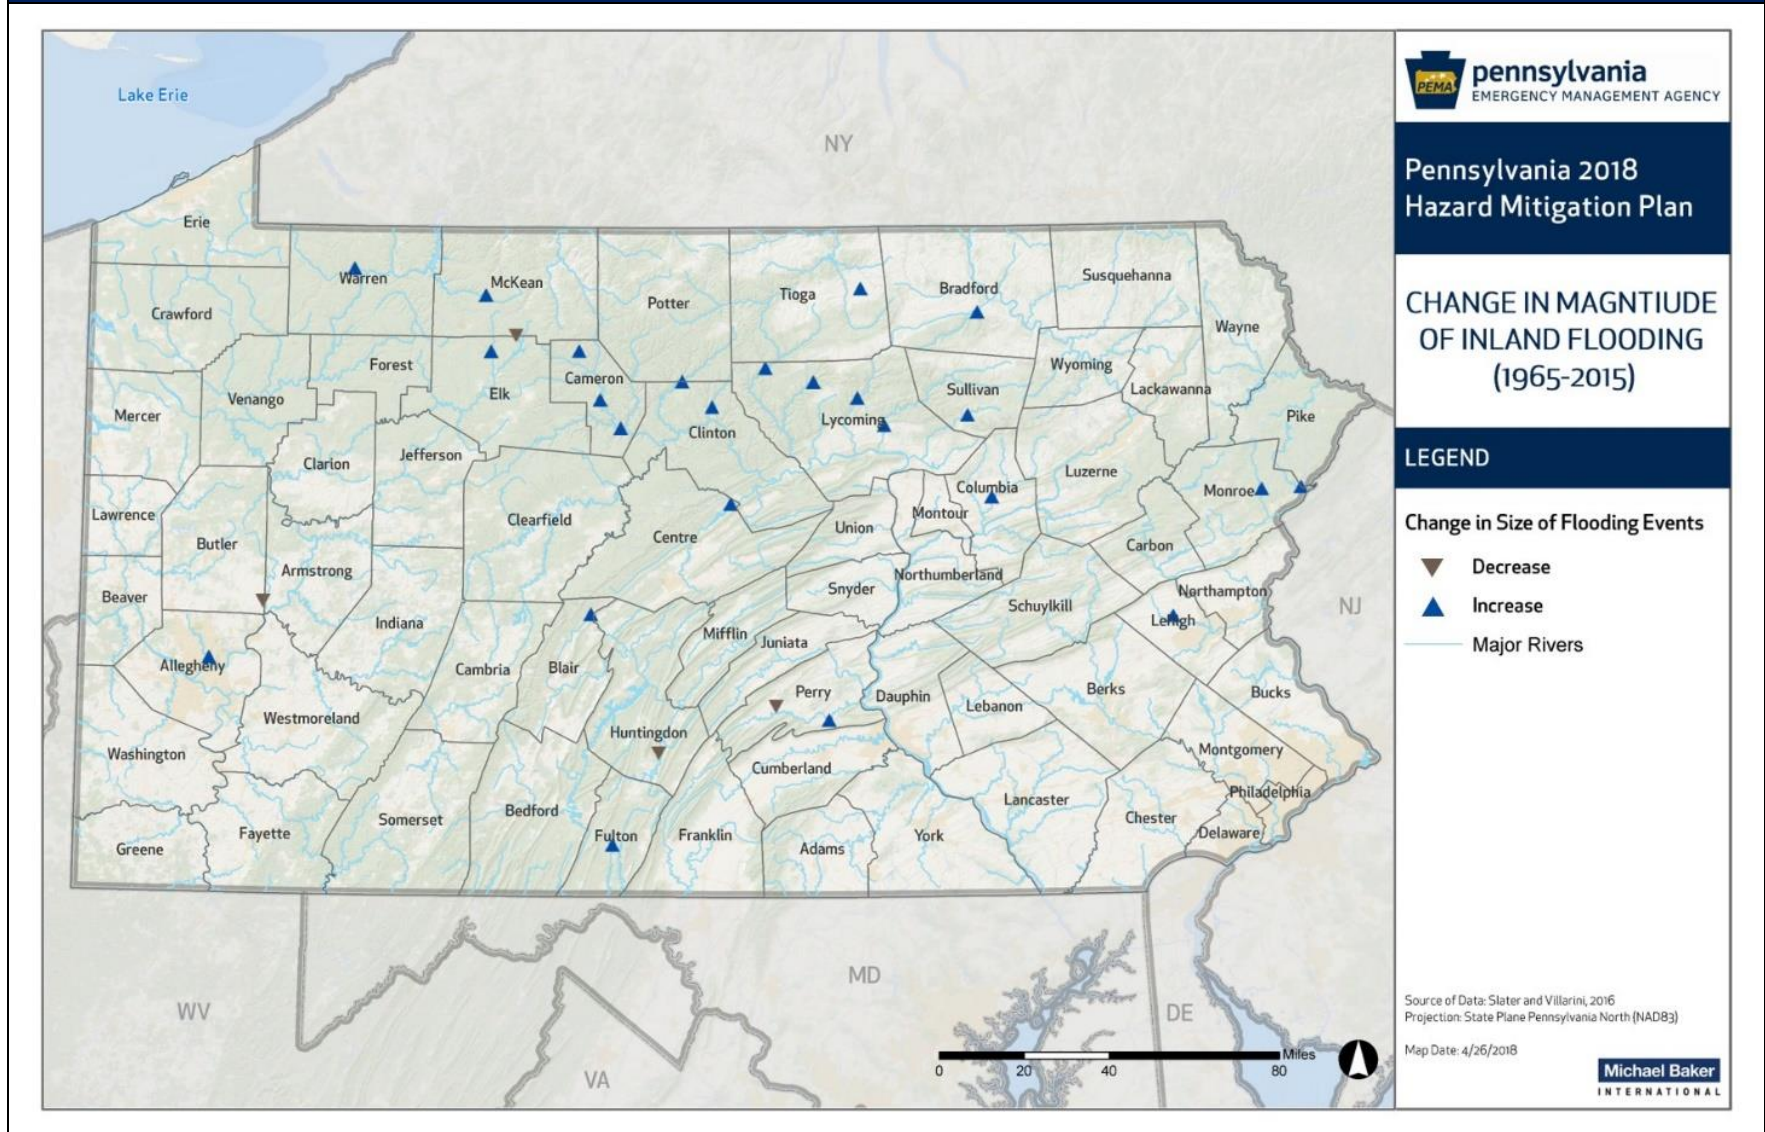 Lake Erie
NY
Erie
Warren
McKean
Potter
Tioga
Bradford
Susquehanna
Wayne
Crawford
Forest
Elk
Cameron
Clinton
Lycoming
Sullivan
Wyoming
Lackawanna
Pike
Mercer
Venango
Clarion
Jefferson
Luzerne
Monroe
Lawrence
Butler
Clearfield
Centre
Union
Montour
Columbia
Carbon
Armstrong
Beaver
Indiana
Snyder
Northumberland
Schuylkill
Northampton
Lehigh
NJ
Allegheny
Cambria
Blair
Mifflin
Juniata
Perry
Dauphin
Lebanon
Berks
Bucks
Westmoreland
Huntingdon
Washington
Cumberland
Montgomery
Philadelphia
Greene
Fayette
Somerset
Bedford
Fulton
Franklin
Adams
York
Lancaster
Chester
Delaware
WV
VA
MD
DE
Miles
0 20 40 80
PEMA
pennsylvania
EMERGENCY MANAGEMENT AGENCY
Pennsylvania 2018
Hazard Mitigation Plan
CHANGE IN MAGNTIUDE
OF INLAND FLOODING
(1965-2015)
LEGEND
Change in Size of Flooding Events
Decrease
Increase
Major Rivers
Source of Data: Slater and Villarini, 2016
Projection: State Plane Pennsylvania North (NAD83)
Map Date: 4/26/2018
Michael Baker
INTERNATIONAL